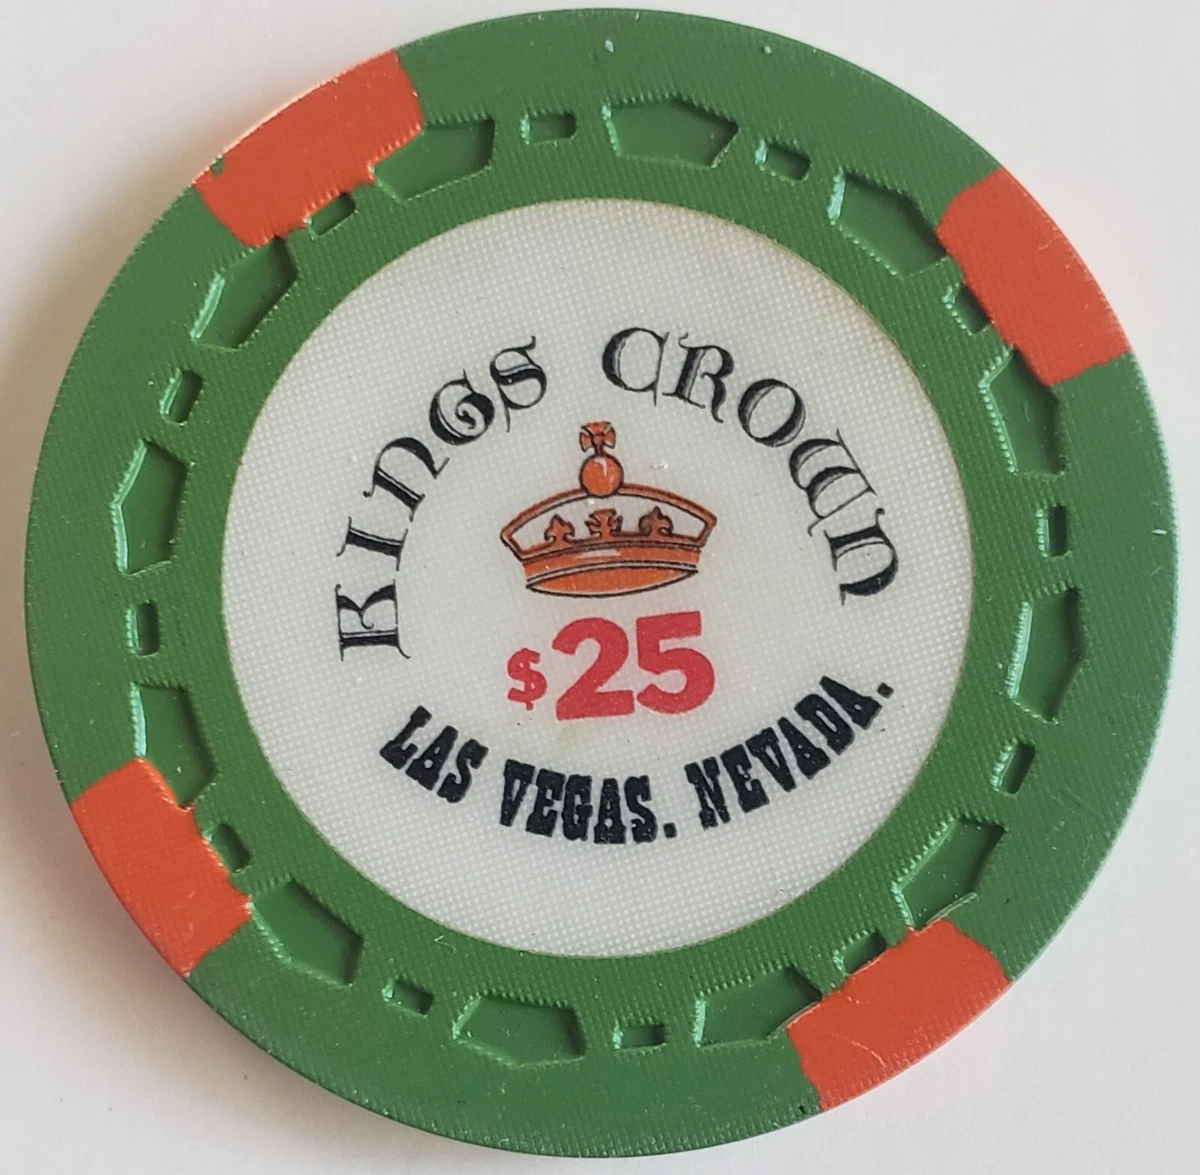 KINGS CROWN
$25
LAS VEGAS. NEVADA.